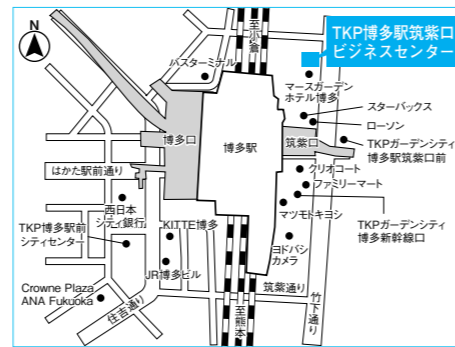 N
至小倉
TKP博多駅筑紫口
ビジネスセンター
バスターミナル
マースガーデン
ホテル博多
スターバックス
ローソン
博多口
博多駅
筑紫口
TKPガーデンシティ
博多駅筑紫口前
はかた駅前通り
クリオコート
ファミリーマート
西日本
シティ銀行
マツモトキヨシ
TKP博多駅前
シティセンター
KITTE博多
TKPガーデンシティ
博多新幹線口
ヨドバシ
カメラ
JR博多ビル
Crowne Plaza
ANA Fukuoka
筑紫通り
住吉通り
至熊本
竹下通り